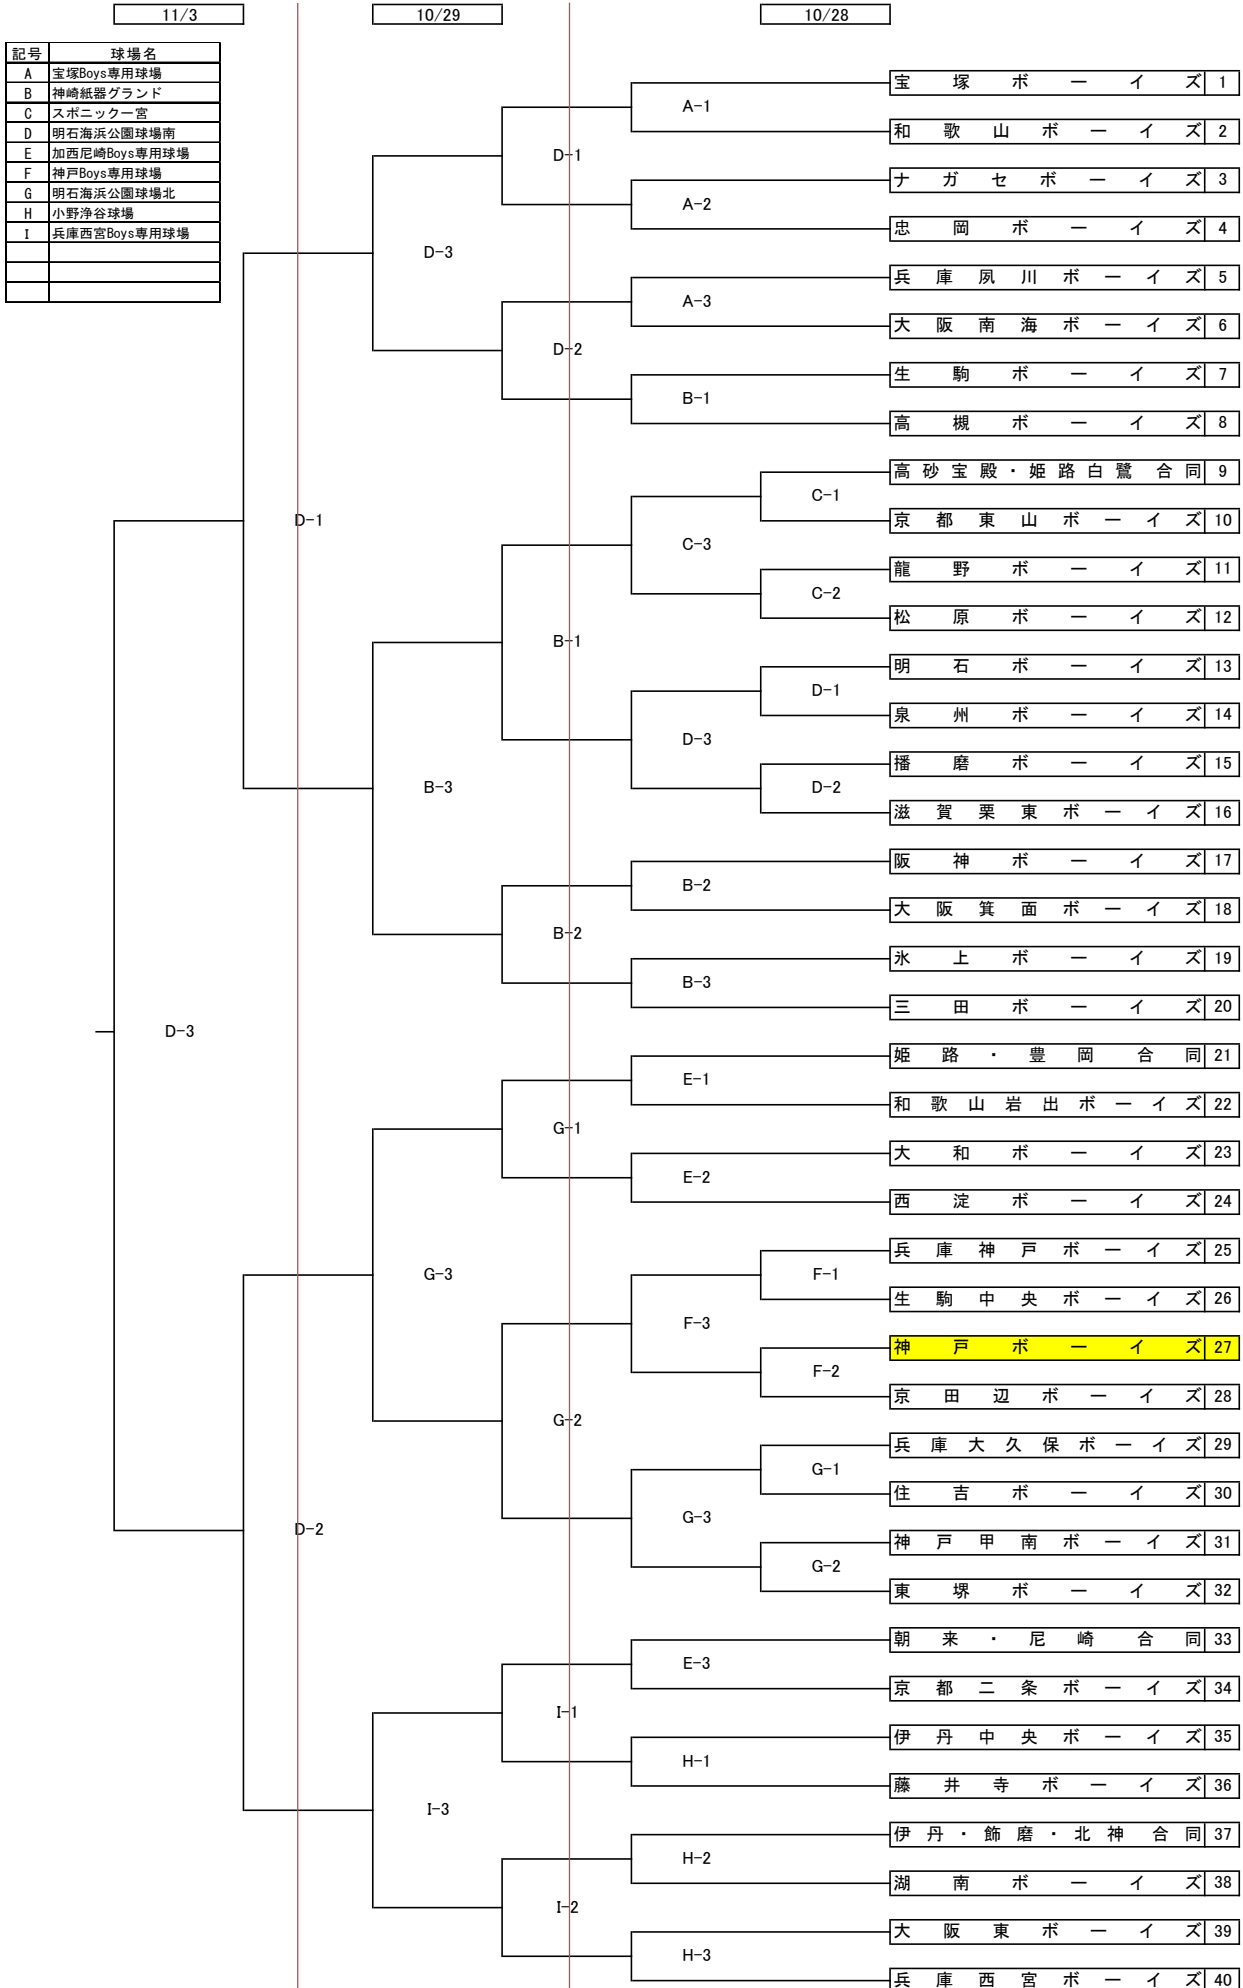 11/3 10/29 10/28
記号 球場名
A 宝塚Boys専用球場
B 神崎紙器グランド
C スポニック一宮
D 明石海浜公園球場南
E 加西尼崎Boys専用球場
F 神戸Boys専用球場
G 明石海浜公園球場北
H 小野浄谷球場
I 兵庫西宮Boys専用球場
宝塚ボーイズ 1
A-1
和歌山ボーイズ 2
D-1
ナガセボーイズ 3
A-2
忠岡ボーイズ 4
D-3
兵庫夙川ボーイズ 5
A-3
大阪南海ボーイズ 6
D-2
生駒ボーイズ 7
B-1
高槻ボーイズ 8
高砂宝殿・姫路白鷺 合同 9
C-1
D-1 京都東山ボーイズ 10
C-3
龍野ボーイズ 11
C-2
松原ボーイズ 12
B-1
明石ボーイズ 13
D-1
泉州ボーイズ 14
D-3
播磨ボーイズ 15
B-3 D-2
滋賀栗東ボーイズ 16
阪神ボーイズ 17
B-2
大阪箕面ボーイズ 18
B-2
氷上ボーイズ 19
B-3
三田ボーイズ 20
D-3
姫路・豊岡 合同 21
E-1
和歌山岩出ボーイズ 22
G-1
大和ボーイズ 23
E-2
西淀ボーイズ 24
兵庫神戸ボーイズ 25
G-3 F-1
生駒中央ボーイズ 26
F-3
神戸ボーイズ 27
F-2
京田辺ボーイズ 28
G-2
兵庫大久保ボーイズ 29
G-1
住吉ボーイズ 30
G-3
D-2
神戸甲南ボーイズ 31
G-2
東堺ボーイズ 32
朝来・尼崎 合同 33
E-3
京都二条ボーイズ 34
I-1
伊丹中央ボーイズ 35
H-1
藤井寺ボーイズ 36
I-3
伊丹・飾磨・北神 合同 37
H-2
湖南ボーイズ 38
I-2
大阪東ボーイズ 39
H-3
兵庫西宮ボーイズ 40